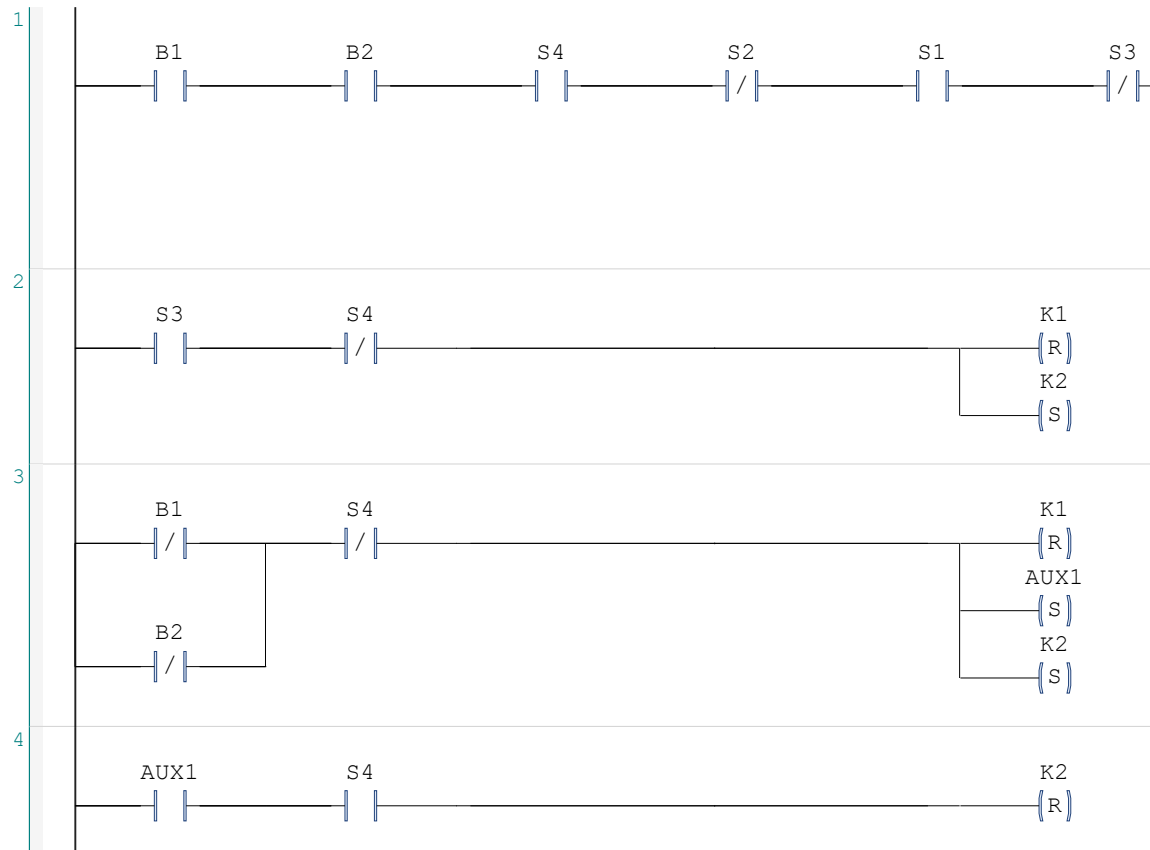 1
B1 B2 S4 S2 S1 S3
/ /
2
S3 S4 K1
/ R
K2
S
3
B1 S4 K1
/ / R
AUX1
S
B2 K2
/ S
4
AUX1 S4 K2
R